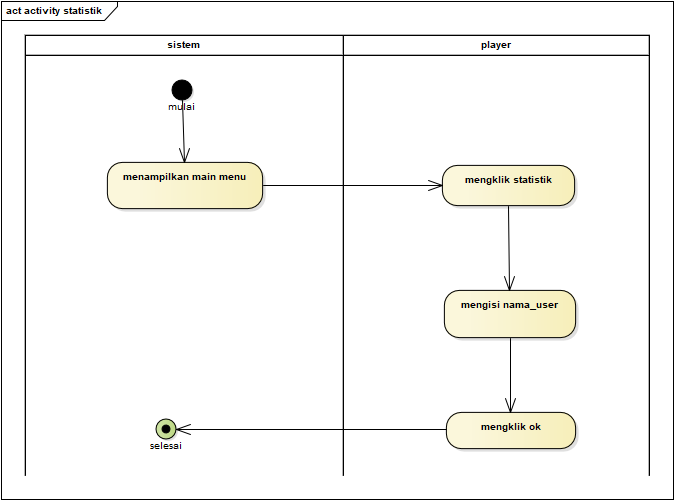 act activity statistik
sistem
player
mulai
menampilkan main menu
mengklik statistik
mengisi nama_user
mengklik ok
selesai